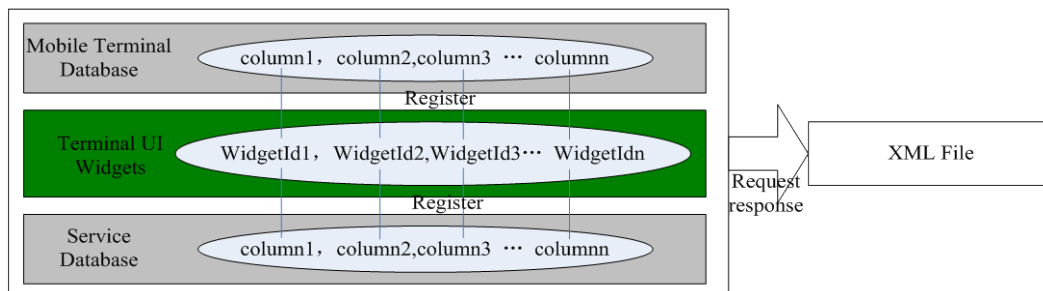 Mobile Terminal
Database
column1, column2,column3 ··· columnn
Register
Terminal UI
Widgets
WidgetId1, WidgetId2,WidgetId3··· WidgetIdn
Register
Service
Database
column1, column2,column3 ··· columnn
Request
response
XML File